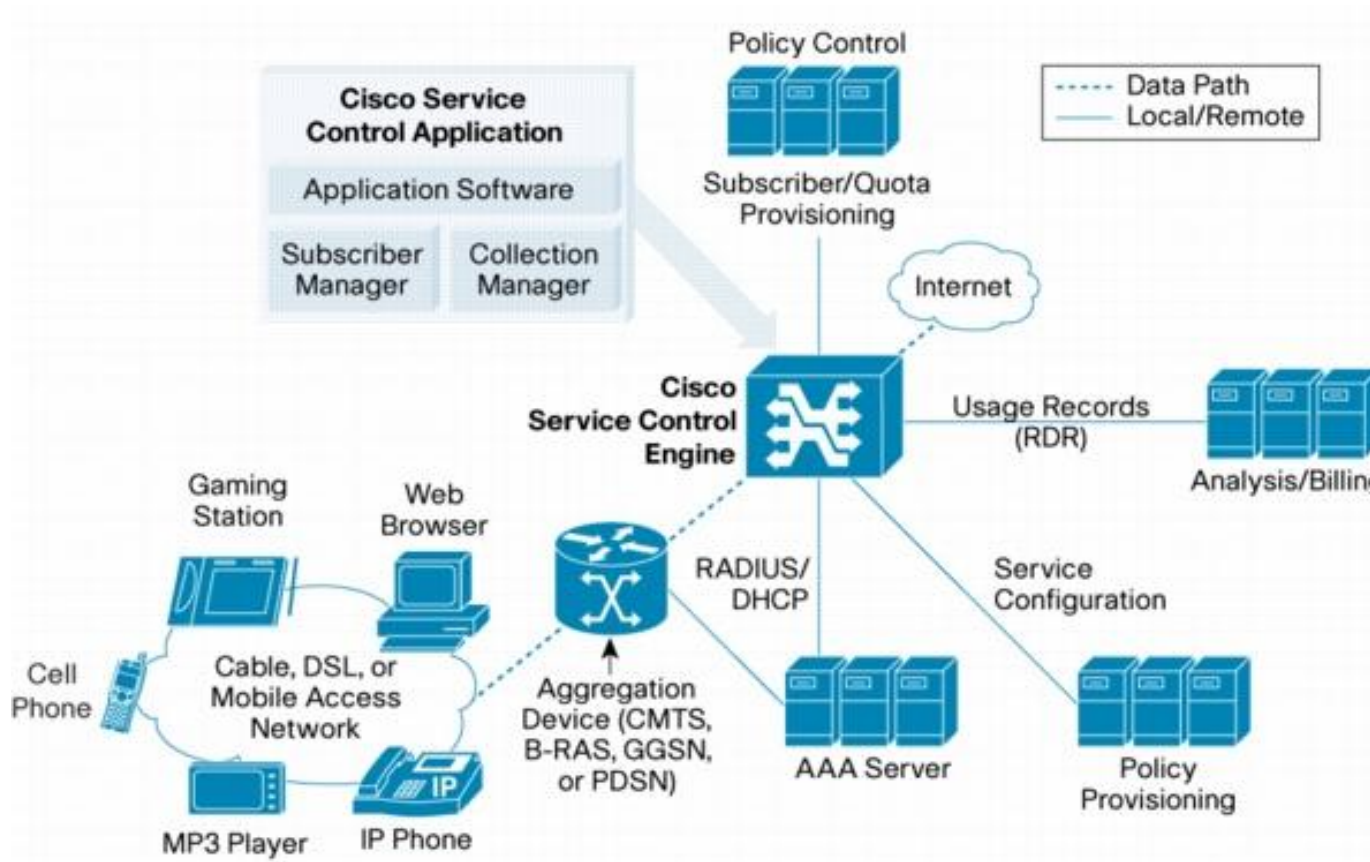 Policy Control
Data Path
Local/Remote
Cisco Service
Control Application
Application Software
Subscriber
Manager
Collection
Manager
Subscriber/Quota
Provisioning
Internet
Cisco
Service Control
Engine
Usage Records
(RDR)
Analysis/Billing
Gaming
Station
Web
Browser
RADIUS/
DHCP
Service
Configuration
Cell
Phone
Cable, DSL, or
Mobile Access
Network
Aggregation
Device (CMTS,
B-RAS, GGSN,
or PDSN)
AAA Server
Policy
Provisioning
MP3 Player
IP
IP Phone